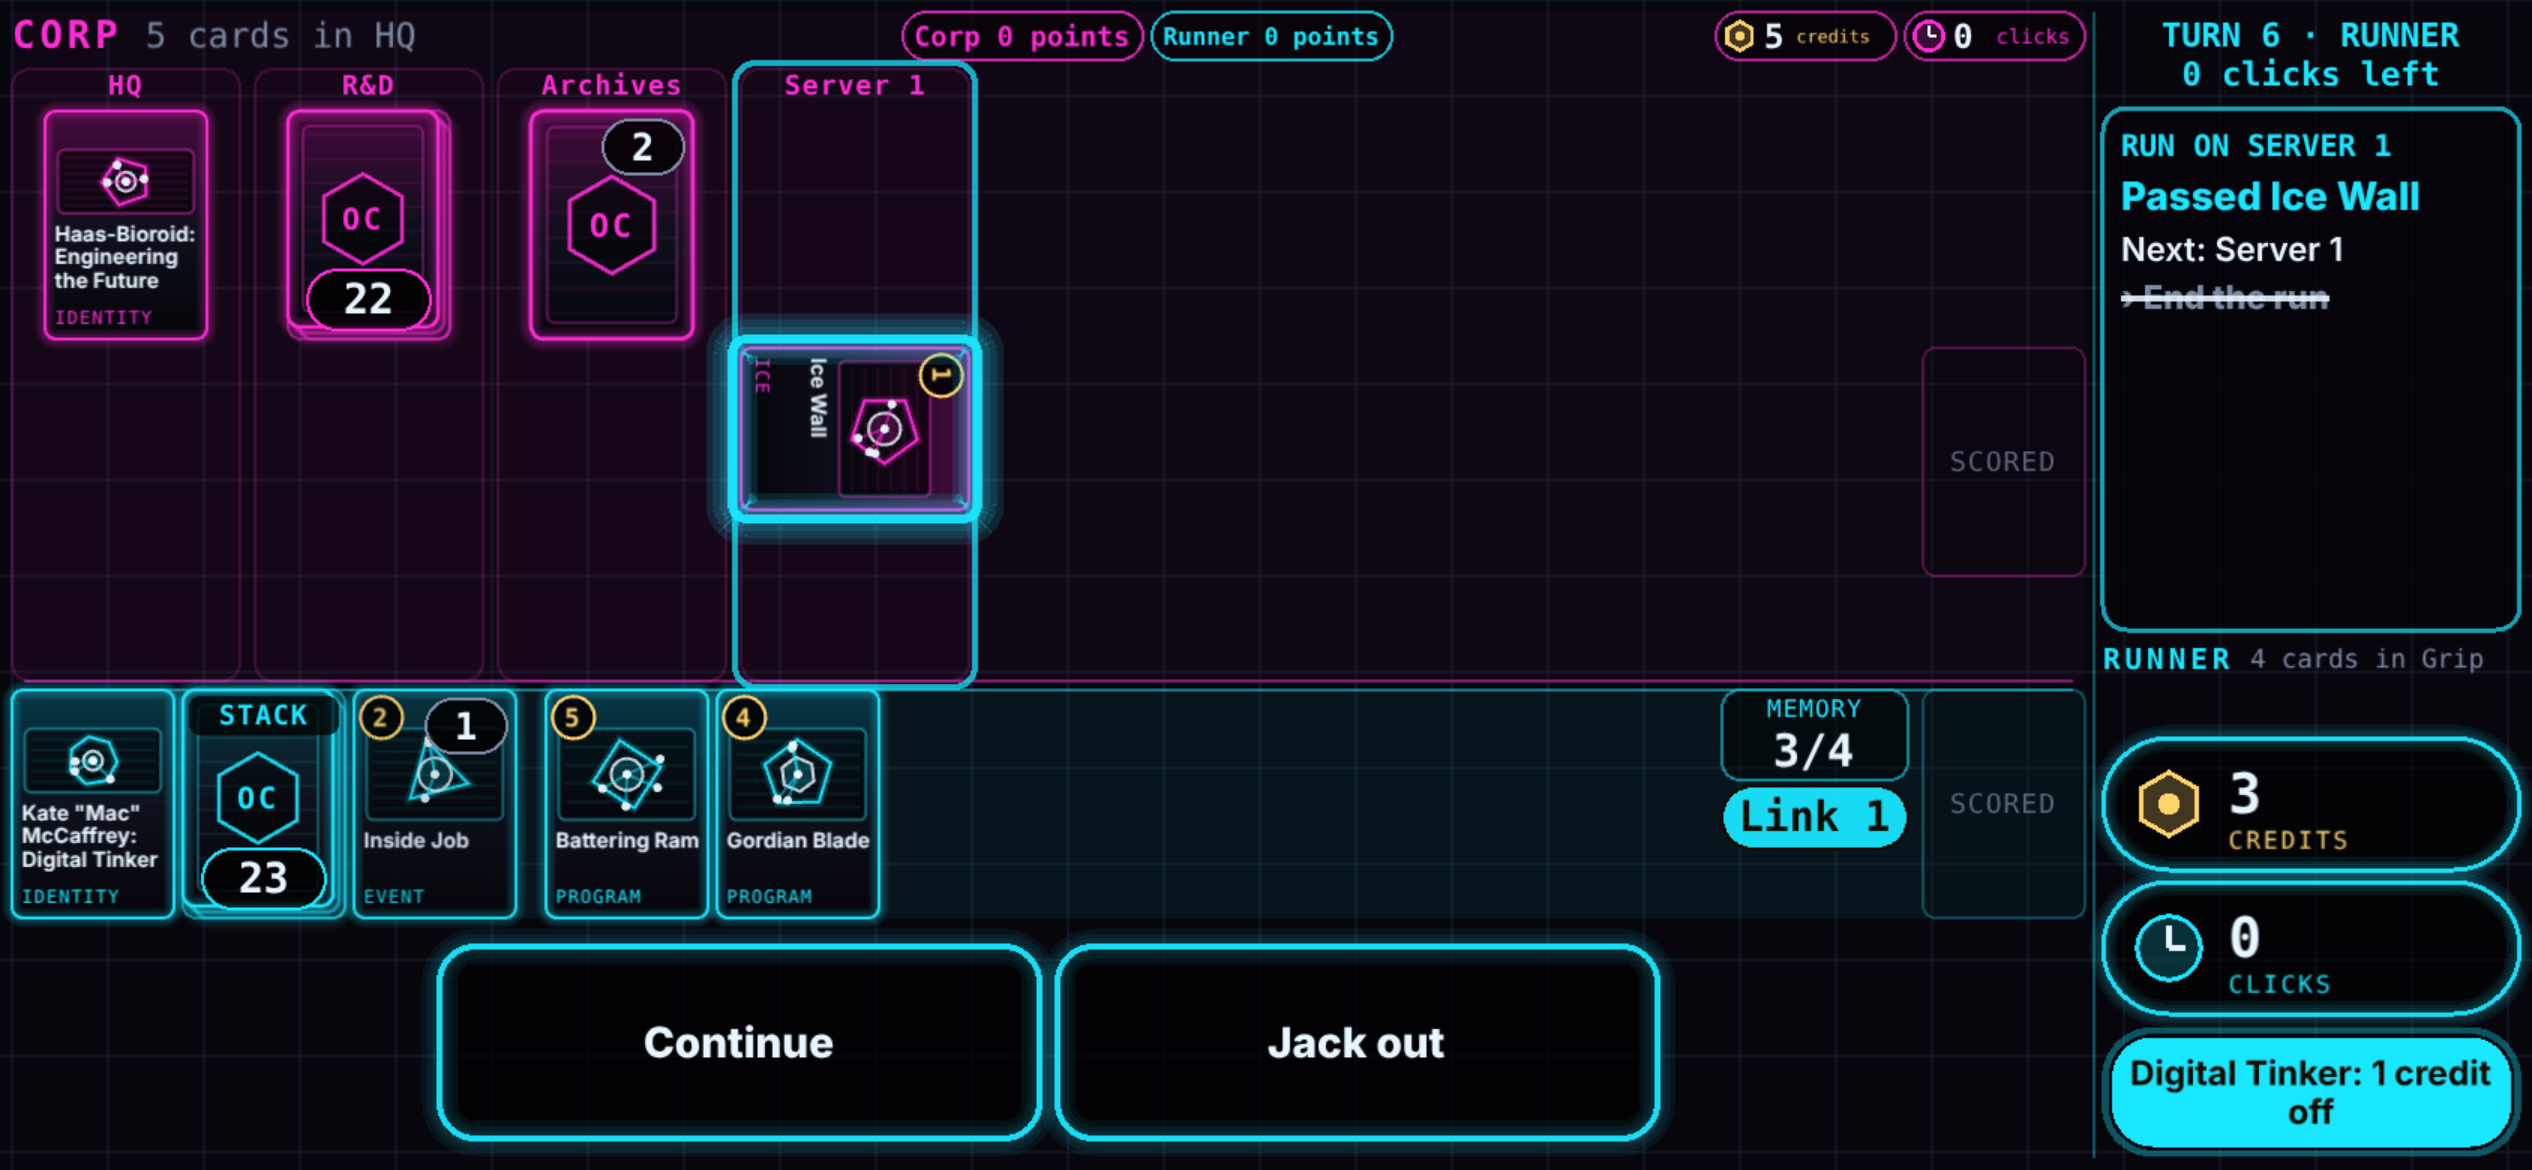 CORP 5 cards in HQ
Corp 0 points
Runner 0 points
5 credits
0 clicks
TURN 6 · RUNNER
0 clicks left
HQ
R&D
Archives
Server 1
Haas-Bioroid:
Engineering
the Future
IDENTITY
OC
22
2
OC
ICE
Ice Wall
1
SCORED
RUN ON SERVER 1
Passed Ice Wall
Next: Server 1
› End the run
RUNNER 4 cards in Grip
Kate "Mac"
McCaffrey:
Digital Tinker
IDENTITY
STACK
OC
23
2
1
Inside Job
EVENT
5
Battering Ram
PROGRAM
4
Gordian Blade
PROGRAM
MEMORY
3/4
Link 1
SCORED
3
CREDITS
0
CLICKS
Continue
Jack out
Digital Tinker: 1 credit
off